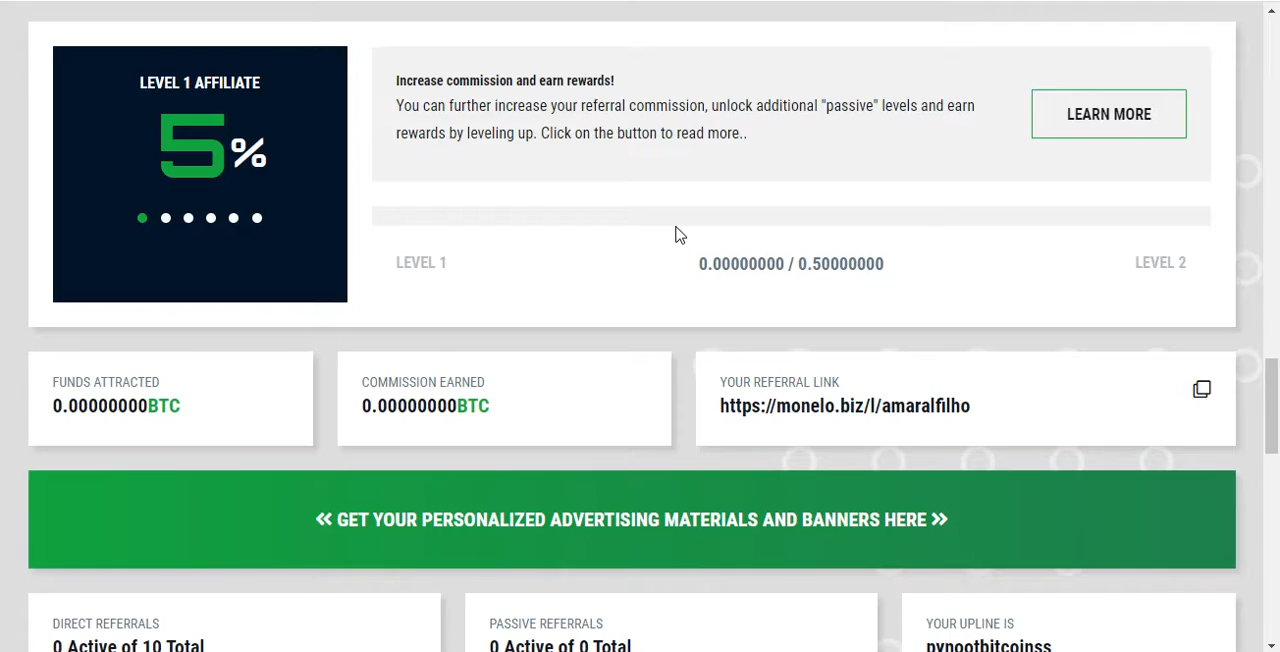 LEVEL 1 AFFILIATE
5%
Increase commission and earn rewards!
You can further increase your referral commission, unlock additional "passive" levels and earn
rewards by leveling up. Click on the button to read more..
LEARN MORE
LEVEL 1
0.00000000 / 0.50000000
LEVEL 2
FUNDS ATTRACTED
0.00000000BTC
COMMISSION EARNED
0.00000000BTC
YOUR REFERRAL LINK
https://monelo.biz/l/amaralfilho
« GET YOUR PERSONALIZED ADVERTISING MATERIALS AND BANNERS HERE »
DIRECT REFERRALS
0 Active of 10 Total
PASSIVE REFERRALS
0 Active of 0 Total
YOUR UPLINE IS